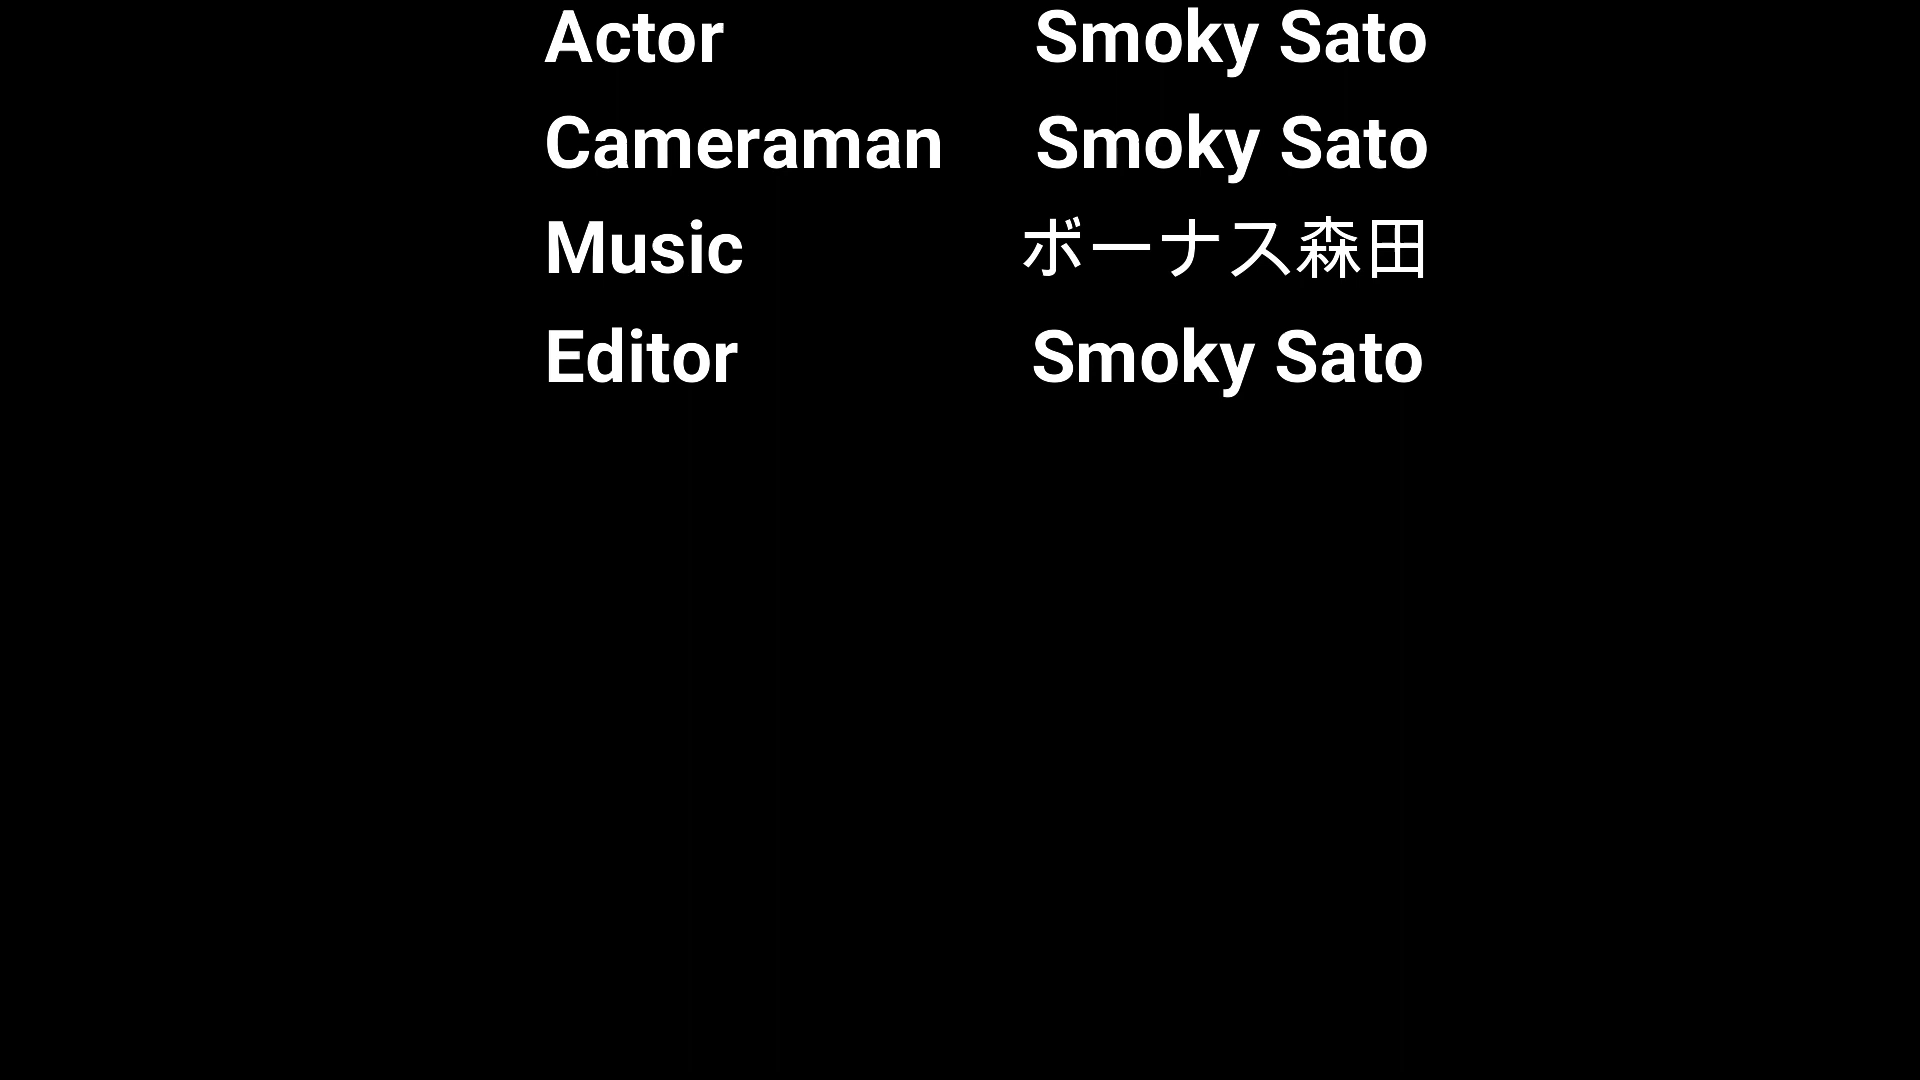 Actor Smoky Sato
Cameraman Smoky Sato
Music ボーナス森田
Editor Smoky Sato